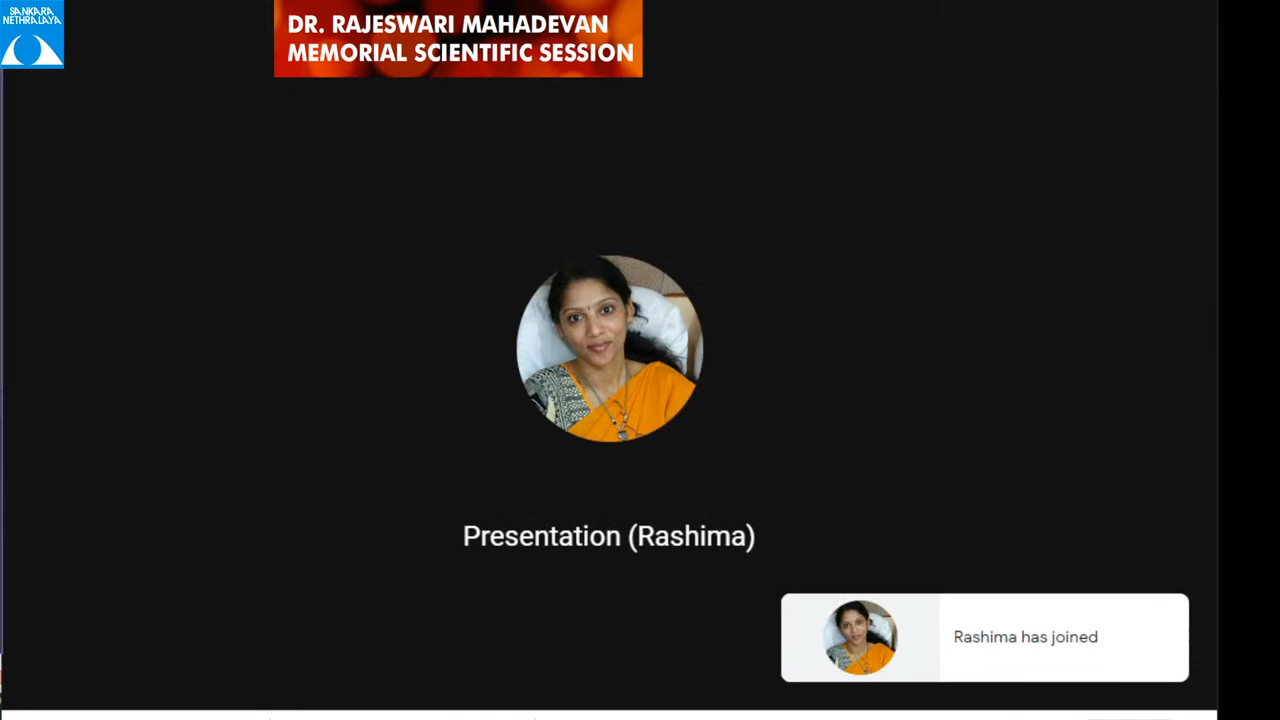 SANKARA
NETHRALAYA
DR. RAJESWARI MAHADEVAN
MEMORIAL SCIENTIFIC SESSION
Presentation (Rashima)
Rashima has joined